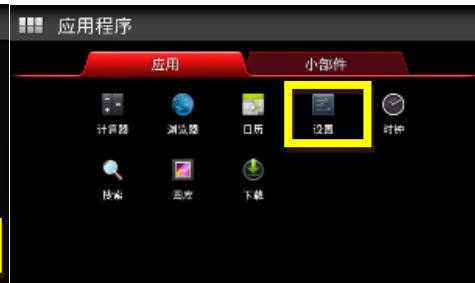 应用程序
应用 小部件
计算器 浏览器 日历 设置 时钟
搜索 图库 下载